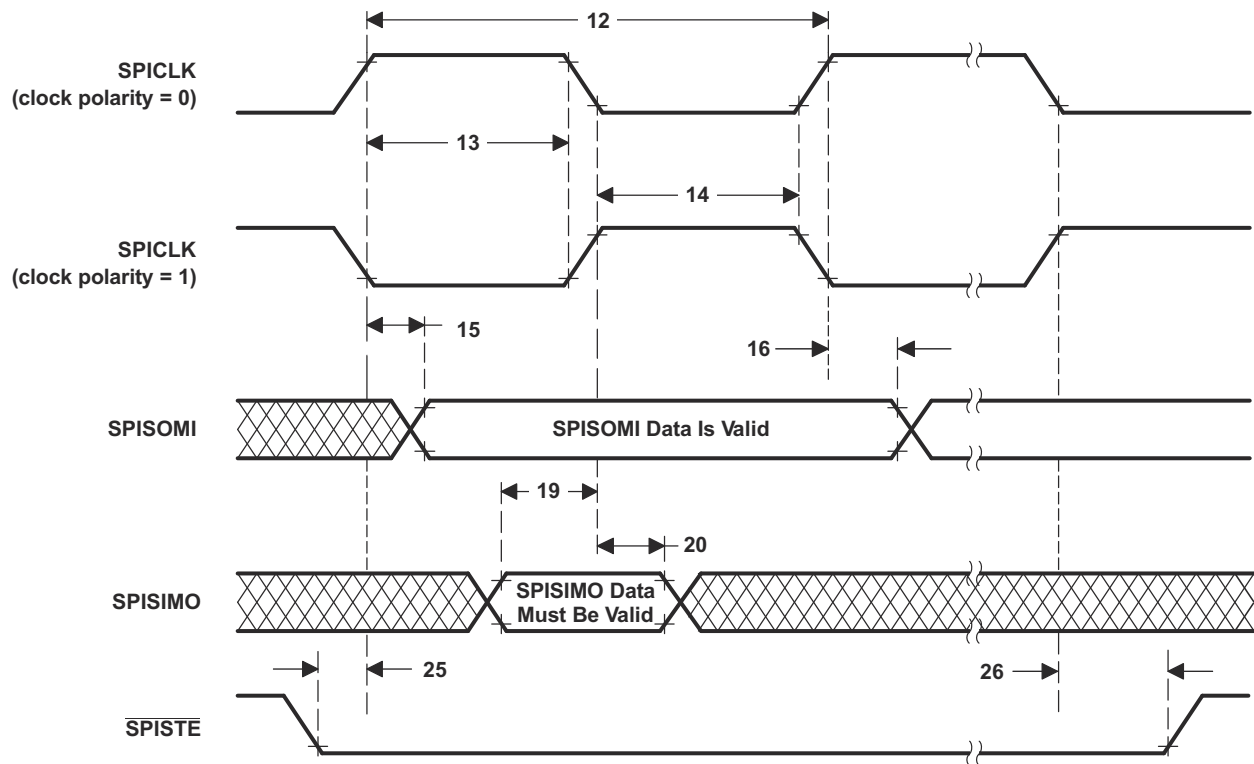 12
SPICLK
(clock polarity = 0)
13
14
SPICLK
(clock polarity = 1)
15
16
SPISOMI
SPISOMI Data Is Valid
19
20
SPISIMO
SPISIMO Data
Must Be Valid
25
26
SPISTE